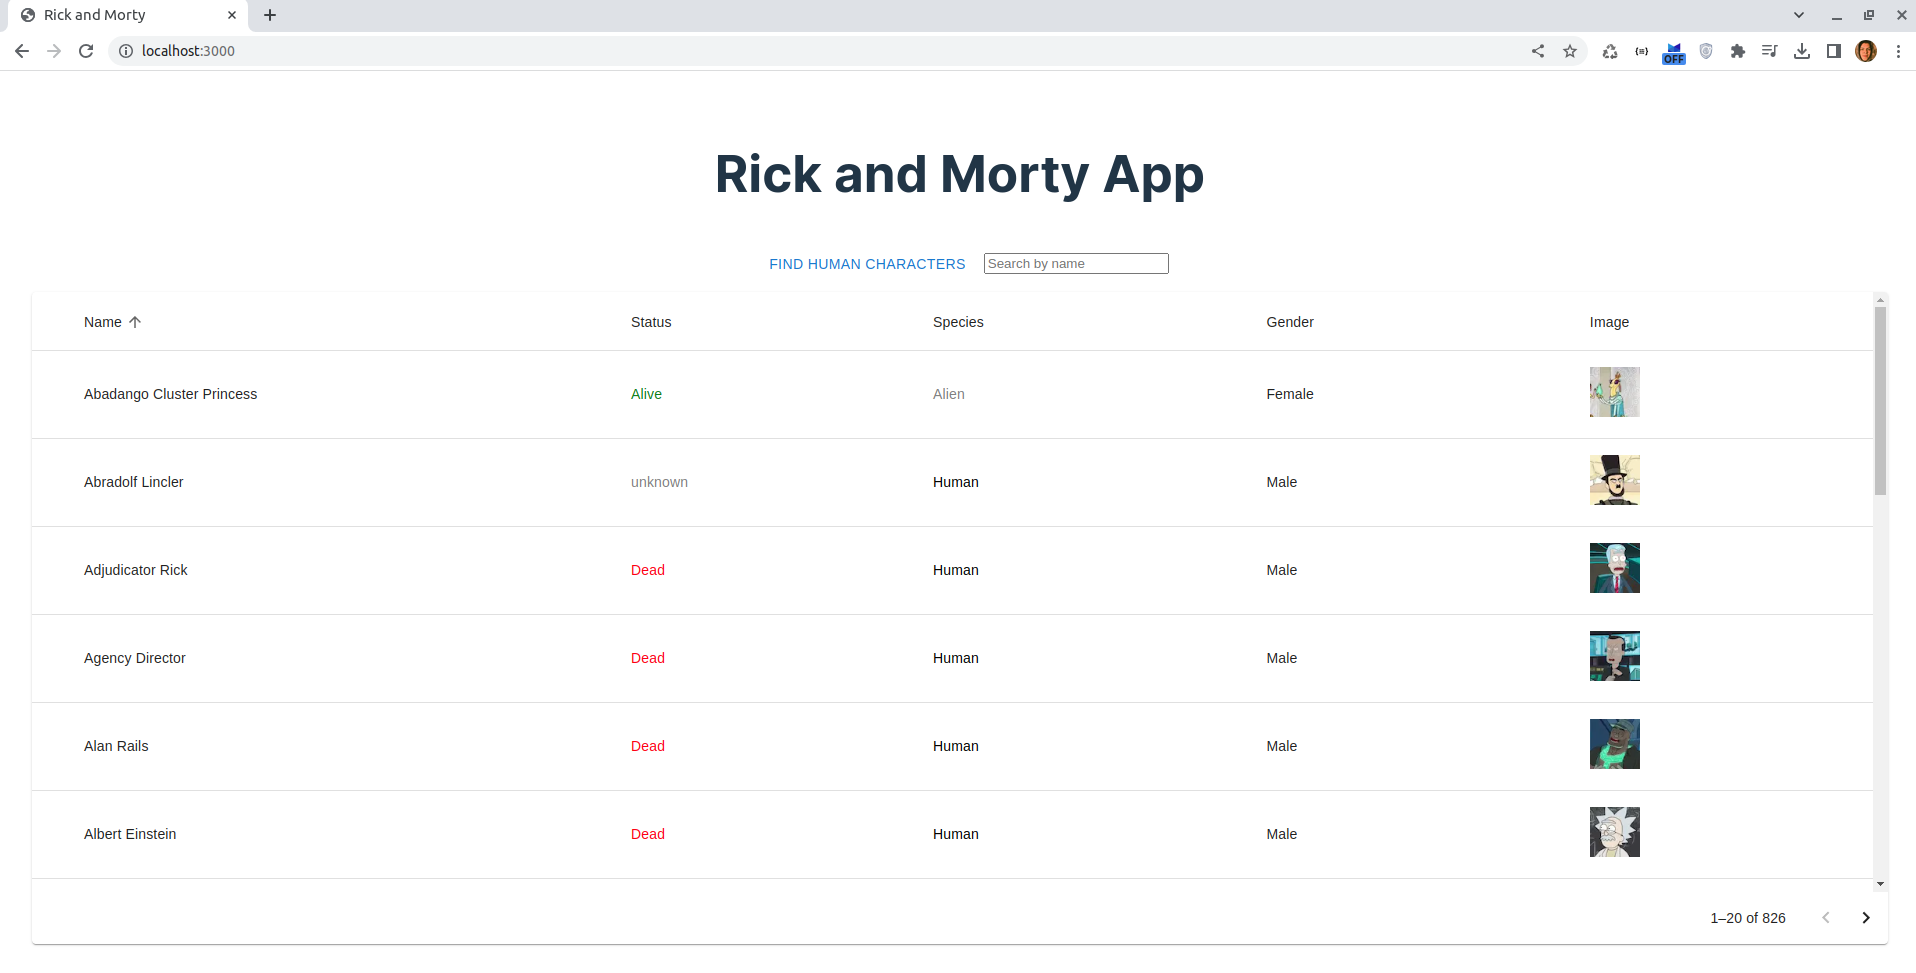 Rick and Morty
localhost:3000
OFF
Rick and Morty App
FIND HUMAN CHARACTERS Search by name
Name Status Species Gender Image
Abadango Cluster Princess Alive Alien Female
Abradolf Lincler unknown Human Male
Adjudicator Rick Dead Human Male
Agency Director Dead Human Male
Alan Rails Dead Human Male
Albert Einstein Dead Human Male
1–20 of 826